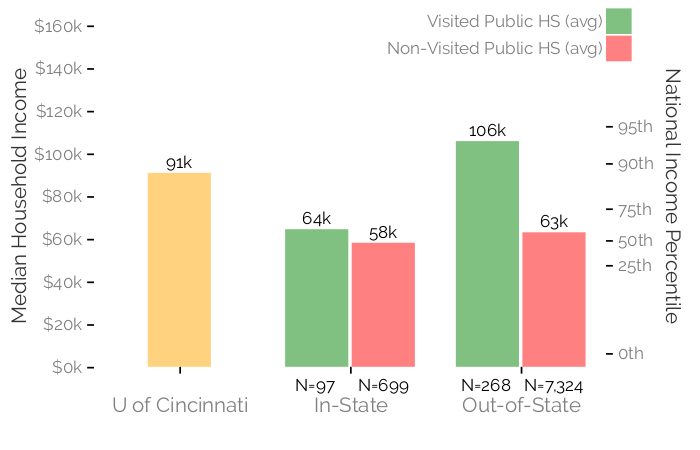 Visited Public HS (avg)
Non-Visited Public HS (avg)
Median Household Income
$160k
$140k
$120k
$100k
$80k
$60k
$40k
$20k
$0k
91k
64k
58k
106k
63k
N=97
N=699
N=268
N=7,324
U of Cincinnati
In-State
Out-of-State
95th
90th
75th
50th
25th
0th
National Income Percentile